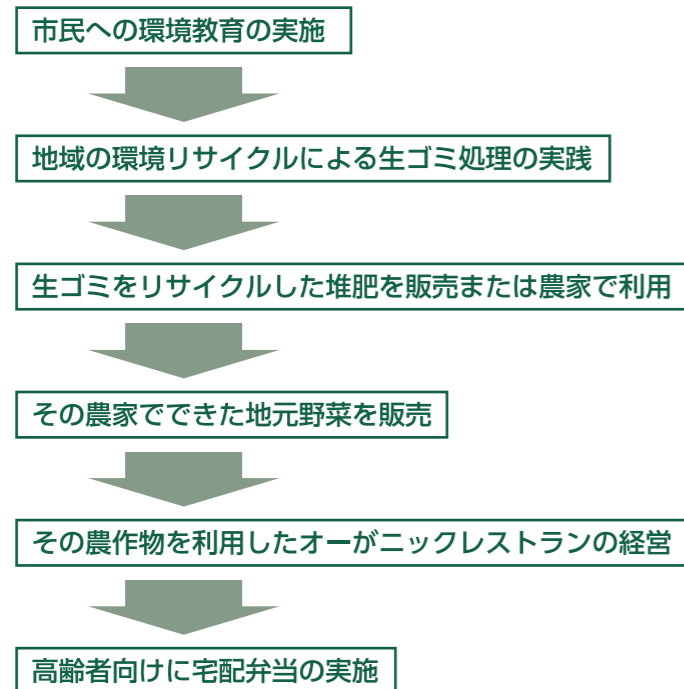 市民への環境教育の実施
地域の環境リサイクルによる生ゴミ処理の実践
生ゴミをリサイクルした堆肥を販売または農家で利用
その農家でできた地元野菜を販売
その農作物を利用したオーがニックレストランの経営
高齢者向けに宅配弁当の実施